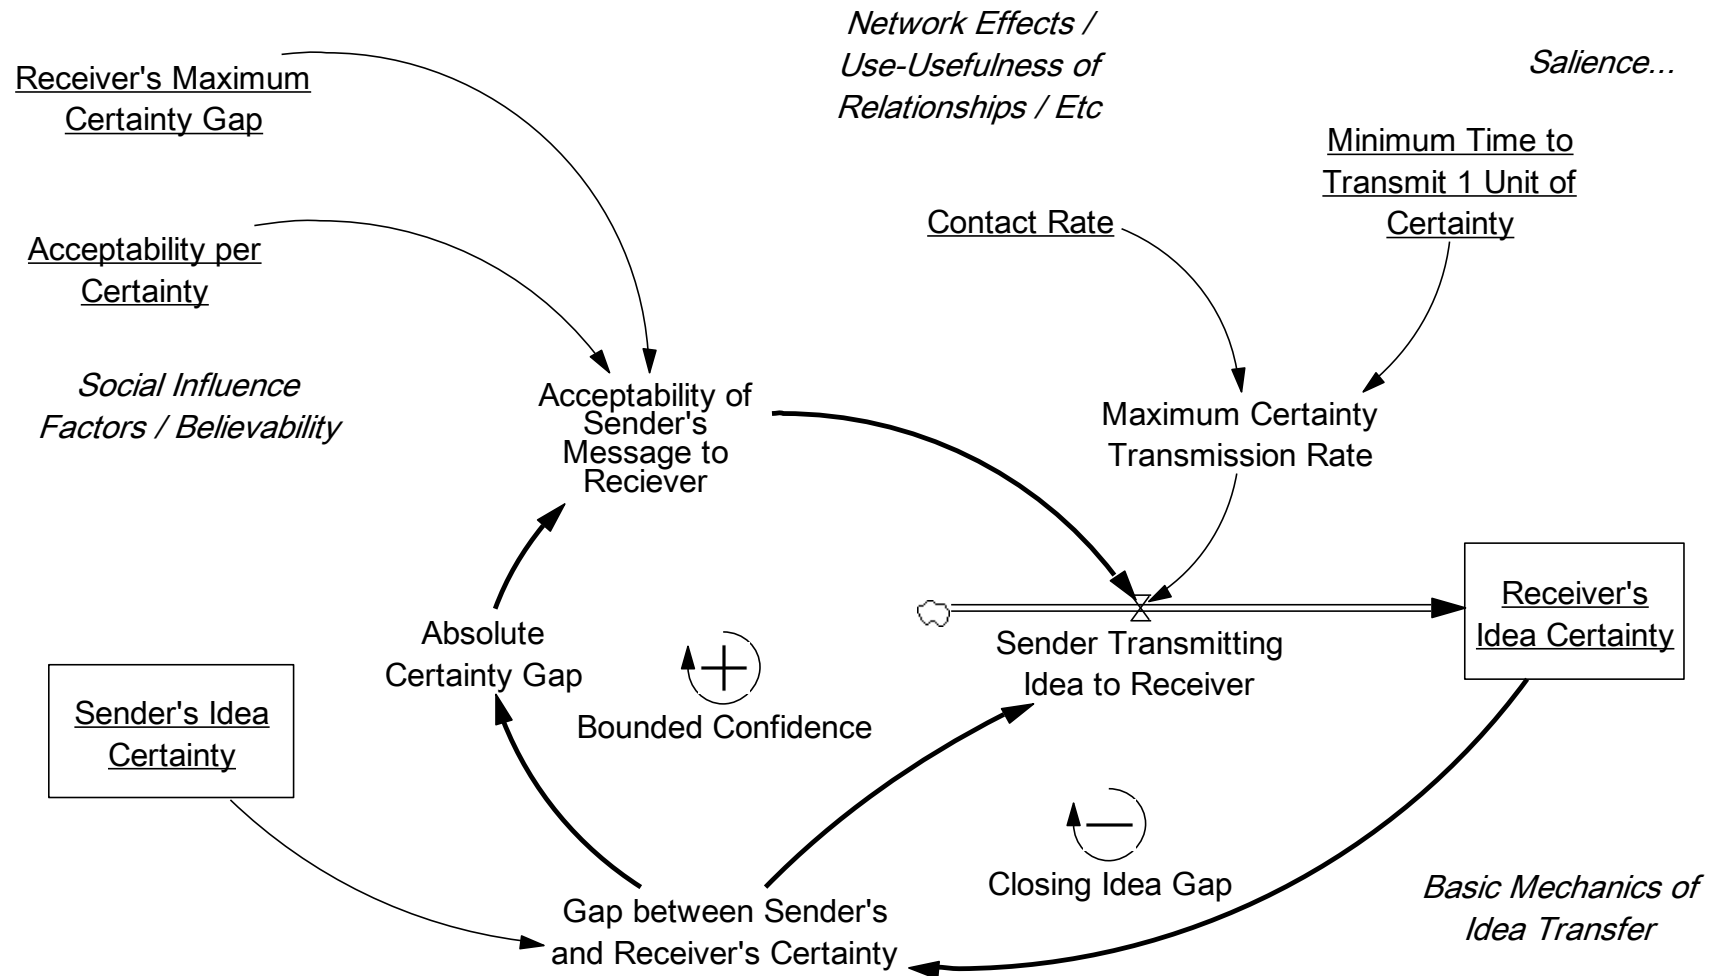 Network Effects /
Use-Usefulness of
Relationships / Etc
Salience...
Receiver's Maximum
Certainty Gap
Minimum Time to
Transmit 1 Unit of
Certainty
Contact Rate
Acceptability per
Certainty
Social Influence
Factors / Believability
Acceptability of
Sender's
Message to
Reciever
Maximum Certainty
Transmission Rate
Receiver's
Idea Certainty
Absolute
Certainty Gap
Sender Transmitting
Idea to Receiver
Bounded Confidence
Sender's Idea
Certainty
Closing Idea Gap
Gap between Sender's
and Receiver's Certainty
Basic Mechanics of
Idea Transfer